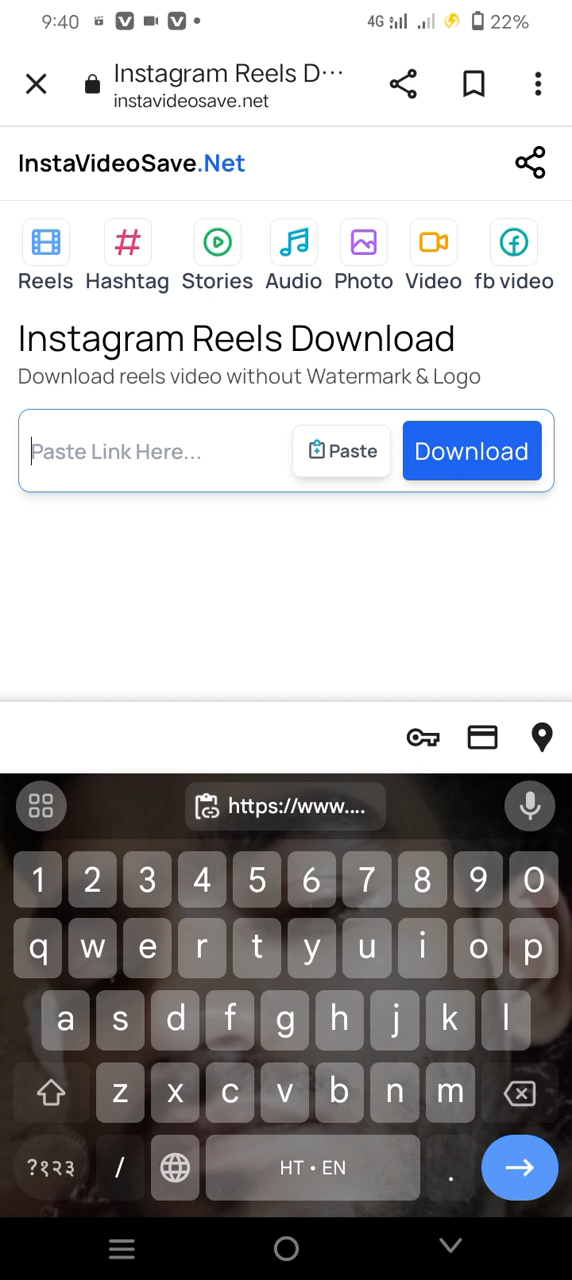 9:40 4G 22%
Instagram Reels D···
instavideosave.net
InstaVideoSave.Net
Reels Hashtag Stories Audio Photo Video fb video
Instagram Reels Download
Download reels video without Watermark & Logo
Paste Link Here... Paste Download
https://www....
1 2 3 4 5 6 7 8 9 0
q w e r t y u i o p
a s d f g h j k l
z x c v b n m
?१२३ / HT • EN .